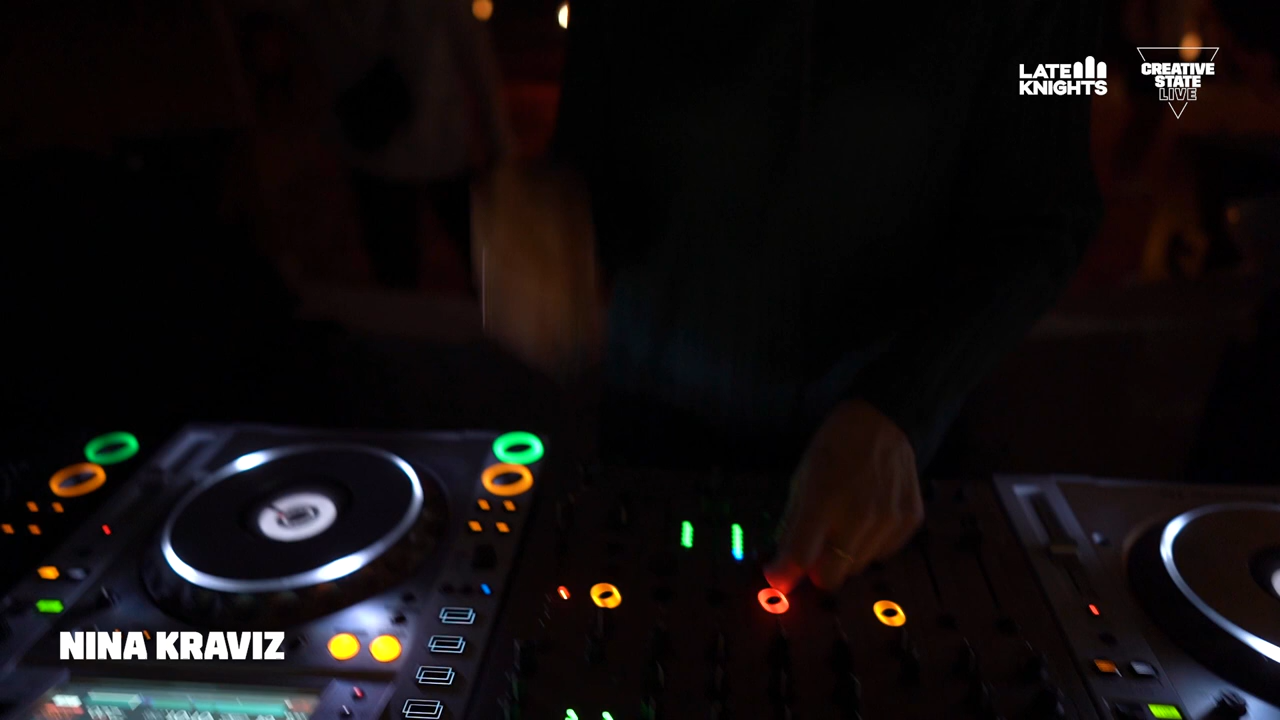 LATE
KNIGHTS
CREATIVE
STATE
LIVE
NINA KRAVIZ